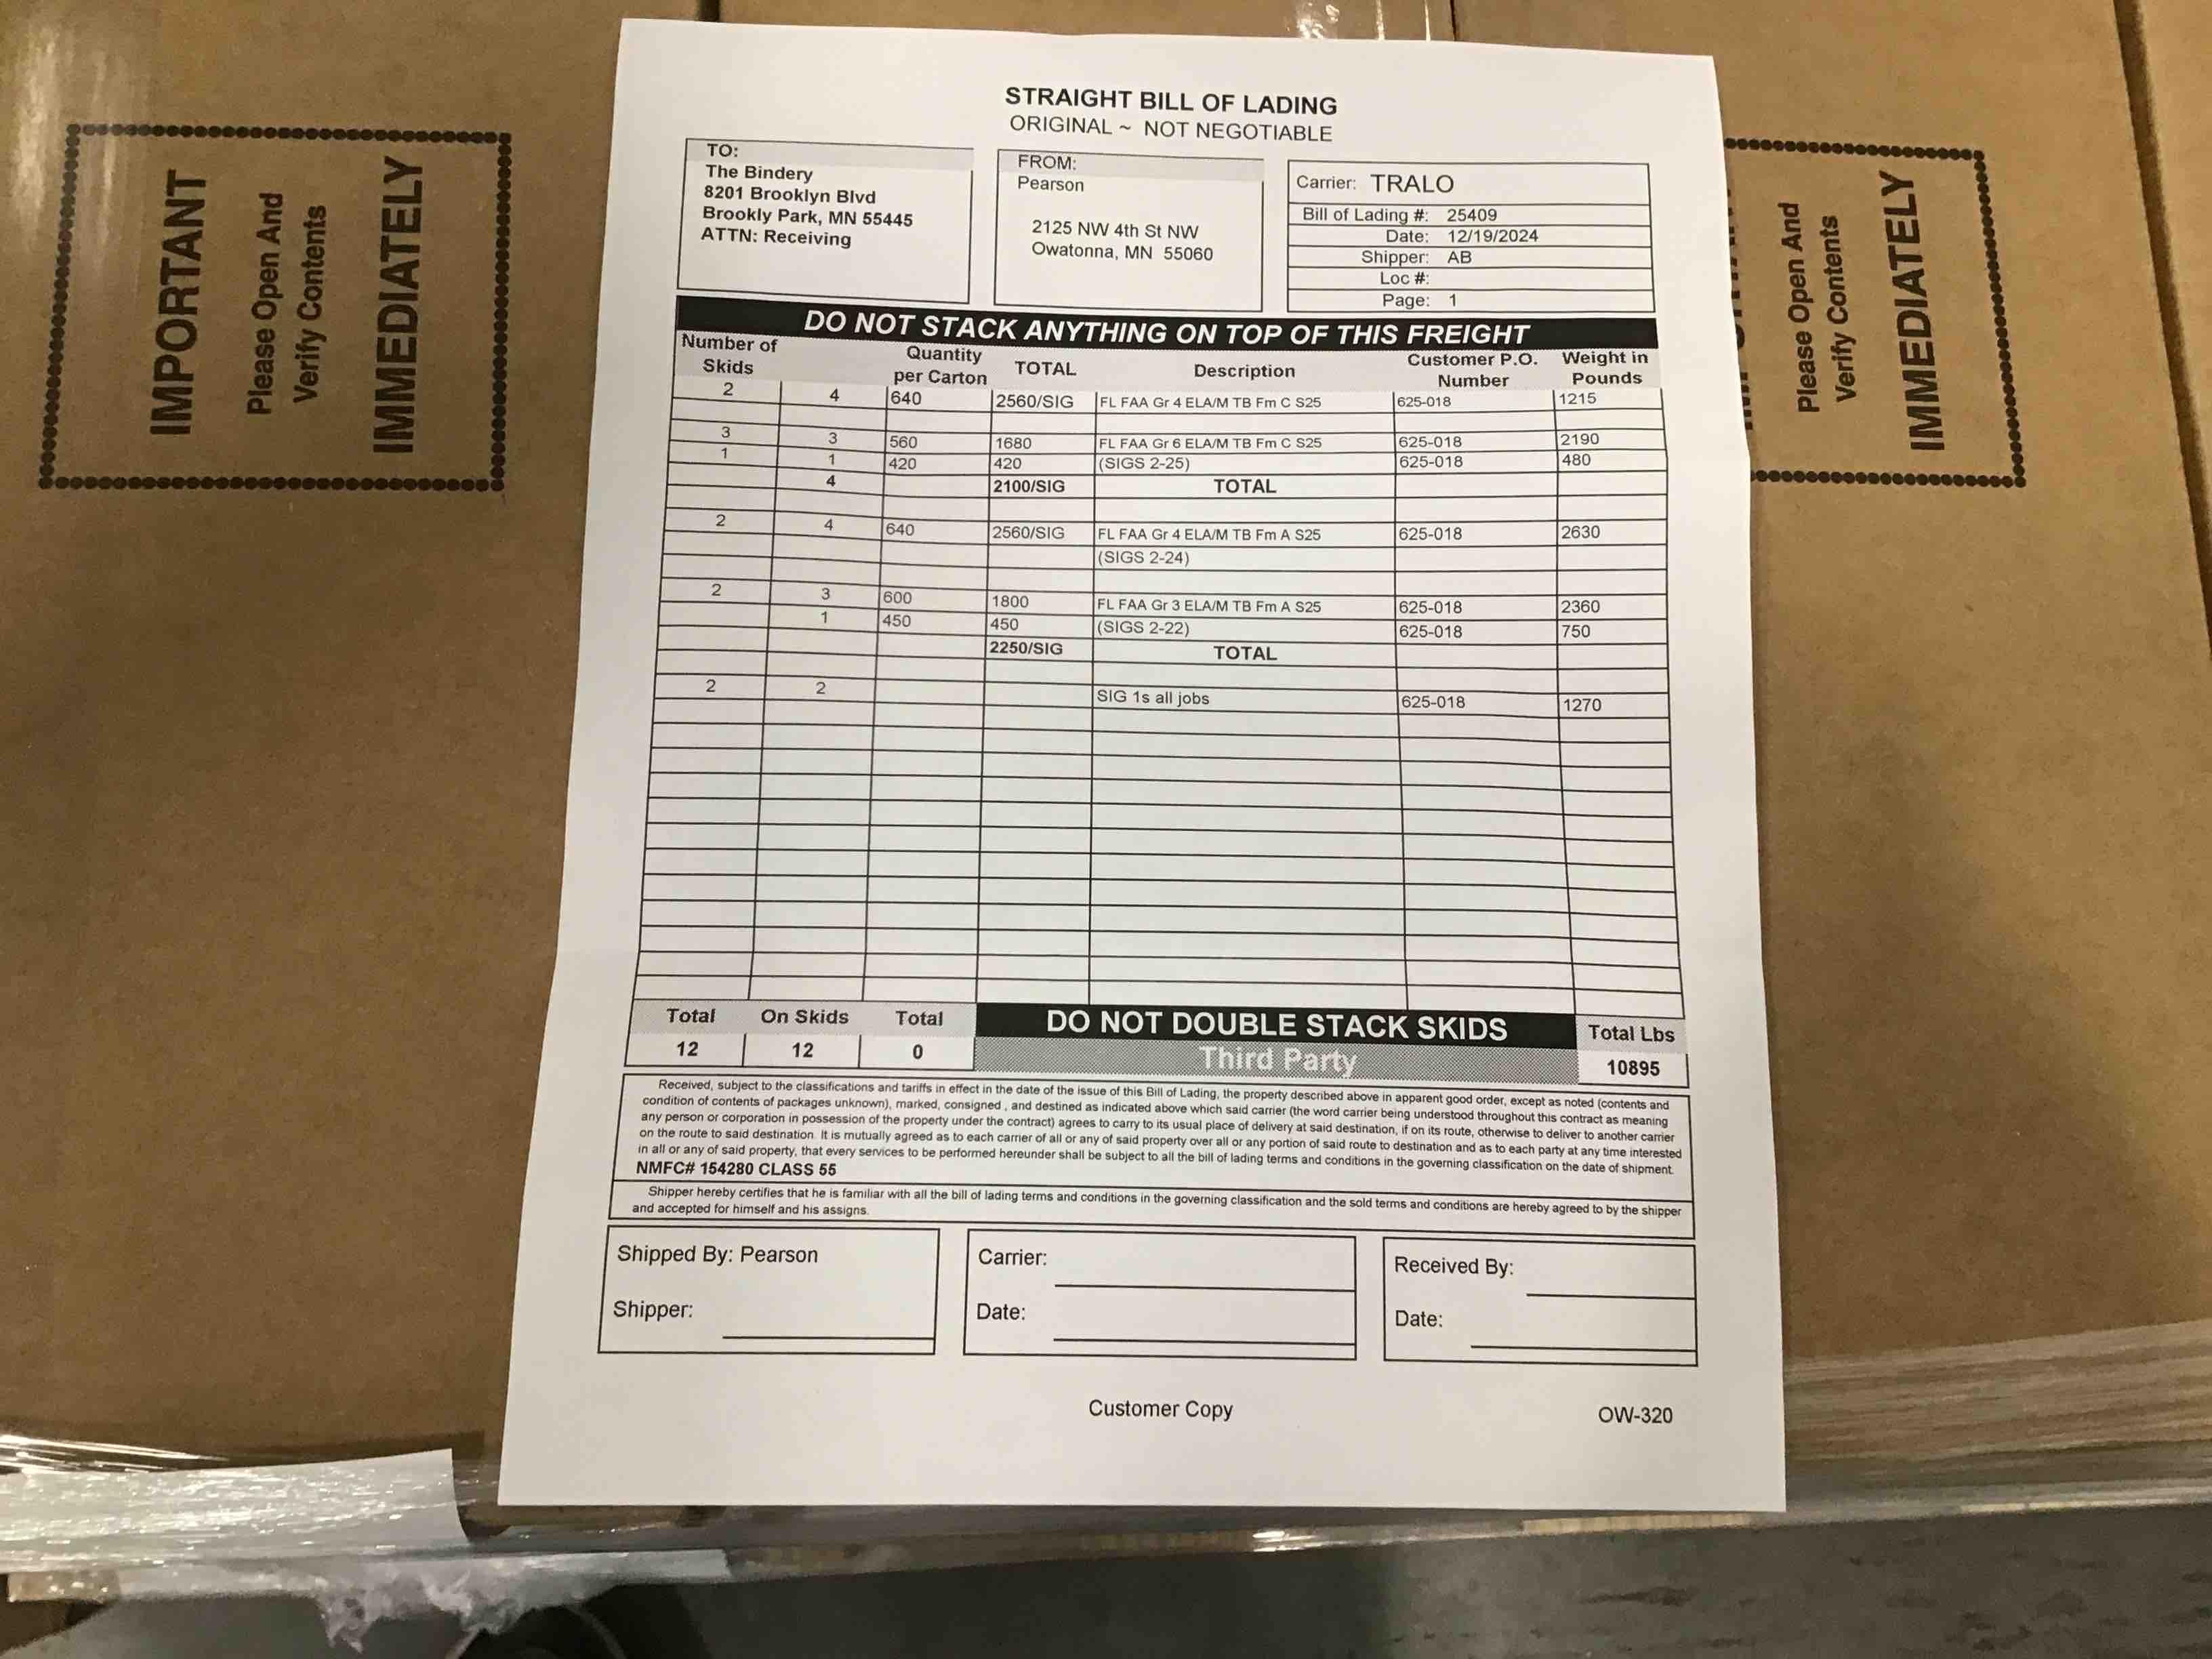 IMPORTANT
Please Open And
Verify Contents
IMMEDIATELY
STRAIGHT BILL OF LADING
ORIGINAL ~ NOT NEGOTIABLE
TO:
The Bindery
8201 Brooklyn Blvd
Brookly Park, MN 55445
ATTN: Receiving
FROM:
Pearson
2125 NW 4th St NW
Owatonna, MN 55060
Carrier: TRALO
Bill of Lading #: 25409
Date: 12/19/2024
Shipper: AB
Loc #:
Page: 1
DO NOT STACK ANYTHING ON TOP OF THIS FREIGHT
Number of Skids Quantity per Carton TOTAL Description Customer P.O. Number Weight in Pounds
2 4 640 2560/SIG FL FAA Gr 4 ELA/M TB Fm C S25 625-018 1215
3 3 560 1680 FL FAA Gr 6 ELA/M TB Fm C S25 625-018 2190
1 1 420 420 (SIGS 2-25) 625-018 480
4 2100/SIG TOTAL
2 4 640 2560/SIG FL FAA Gr 4 ELA/M TB Fm A S25 625-018 2630
(SIGS 2-24)
2 3 600 1800 FL FAA Gr 3 ELA/M TB Fm A S25 625-018 2360
1 450 450 (SIGS 2-22) 625-018 750
2250/SIG TOTAL
2 2 SIG 1s all jobs 625-018 1270
Total On Skids Total DO NOT DOUBLE STACK SKIDS Total Lbs
12 12 0 Third Party 10895
Received, subject to the classifications and tariffs in effect in the date of the issue of this Bill of Lading, the property described above in apparent good order, except as noted (contents and
condition of contents of packages unknown), marked, consigned , and destined as indicated above which said carrier (the word carrier being understood throughout this contract as meaning
any person or corporation in possession of the property under the contract) agrees to carry to its usual place of delivery at said destination, if on its route, otherwise to deliver to another carrier
on the route to said destination. It is mutually agreed as to each carrier of all or any of said property over all or any portion of said route to destination and as to each party at any time interested
in all or any of said property, that every services to be performed hereunder shall be subject to all the bill of lading terms and conditions in the governing classification on the date of shipment.
NMFC# 154280 CLASS 55
Shipper hereby certifies that he is familiar with all the bill of lading terms and conditions in the governing classification and the sold terms and conditions are hereby agreed to by the shipper
and accepted for himself and his assigns.
Shipped By: Pearson
Shipper:
Carrier:
Date:
Received By:
Date:
Customer Copy
OW-320
Please Open And
Verify Contents
IMMEDIATELY